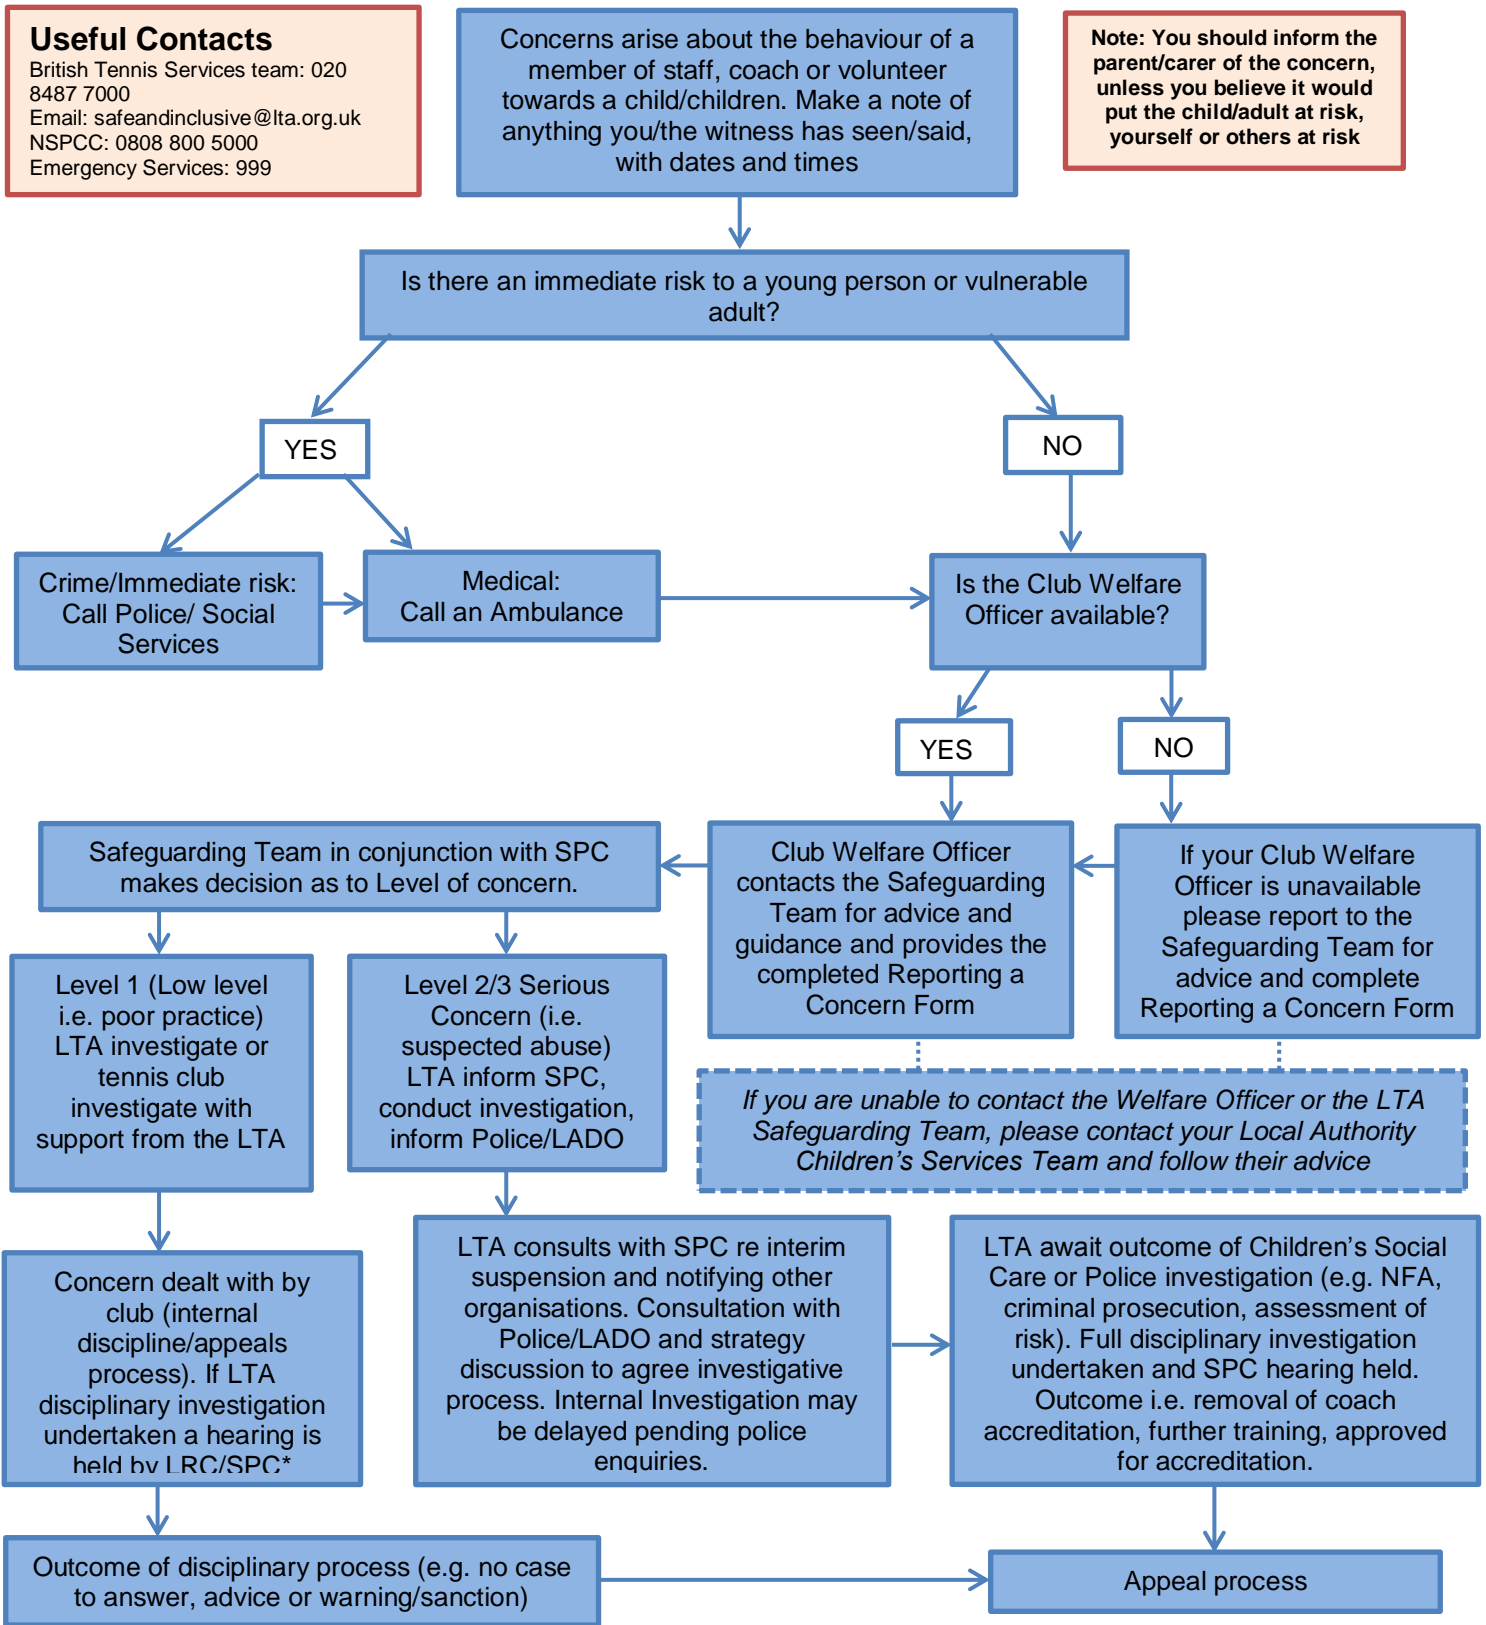 Useful Contacts
British Tennis Services team: 020
8487 7000
Email: safeandinclusive@lta.org.uk
NSPCC: 0808 800 5000
Emergency Services: 999
Concerns arise about the behaviour of a
member of staff, coach or volunteer
towards a child/children. Make a note of
anything you/the witness has seen/said,
with dates and times
Note: You should inform the
parent/carer of the concern,
unless you believe it would
put the child/adult at risk,
yourself or others at risk
Is there an immediate risk to a young person or vulnerable
adult?
YES
NO
Crime/Immediate risk:
Call Police/ Social
Services
Medical:
Call an Ambulance
Is the Club Welfare
Officer available?
YES
NO
Safeguarding Team in conjunction with SPC
makes decision as to Level of concern.
Club Welfare Officer
contacts the Safeguarding
Team for advice and
guidance and provides the
completed Reporting a
Concern Form
If your Club Welfare
Officer is unavailable
please report to the
Safeguarding Team for
advice and complete
Reporting a Concern Form
Level 1 (Low level
i.e. poor practice)
LTA investigate or
tennis club
investigate with
support from the LTA
Level 2/3 Serious
Concern (i.e.
suspected abuse)
LTA inform SPC,
conduct investigation,
inform Police/LADO
If you are unable to contact the Welfare Officer or the LTA
Safeguarding Team, please contact your Local Authority
Children’s Services Team and follow their advice
Concern dealt with by
club (internal
discipline/appeals
process). If LTA
disciplinary investigation
undertaken a hearing is
held by LRC/SPC*
LTA consults with SPC re interim
suspension and notifying other
organisations. Consultation with
Police/LADO and strategy
discussion to agree investigative
process. Internal Investigation may
be delayed pending police
enquiries.
LTA await outcome of Children’s Social
Care or Police investigation (e.g. NFA,
criminal prosecution, assessment of
risk). Full disciplinary investigation
undertaken and SPC hearing held.
Outcome i.e. removal of coach
accreditation, further training, approved
for accreditation.
Outcome of disciplinary process (e.g. no case
to answer, advice or warning/sanction)
Appeal process